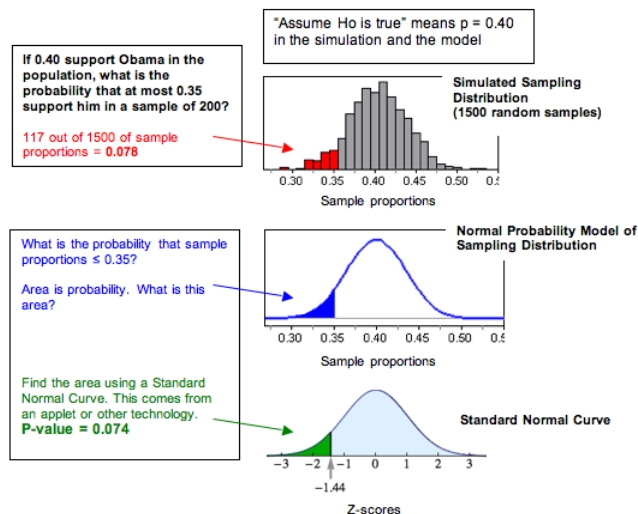 “Assume Ho is true” means p = 0.40
in the simulation and the model
If 0.40 support Obama in the
population, what is the
probability that at most 0.35
support him in a sample of 200?
117 out of 1500 of sample
proportions = 0.078
Simulated Sampling
Distribution
(1500 random samples)
0.30 0.35 0.40 0.45 0.50 0.5
Sample proportions
What is the probability that sample
proportions ≤ 0.35?
Area is probability. What is this
area?
Normal Probability Model of
Sampling Distribution
0.30 0.35 0.40 0.45 0.50 0.5
Sample proportions
Find the area using a Standard
Normal Curve. This comes from
an applet or other technology.
P-value = 0.074
Standard Normal Curve
−3 −2 −1 0 1 2 3
−1.44
Z-scores